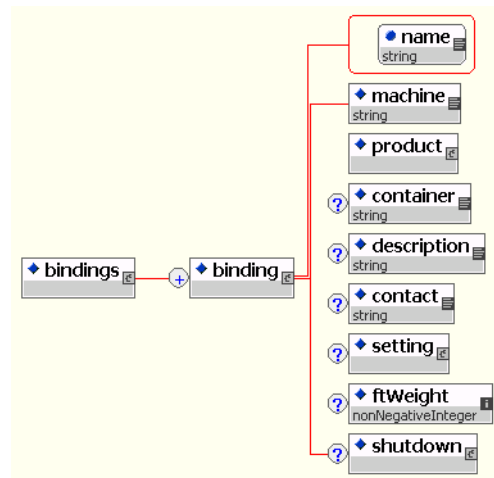 name
string
machine
string
product
? container
string
? description
string
bindings + binding
? contact
string
? setting
? ftWeight
nonNegativeInteger
? shutdown